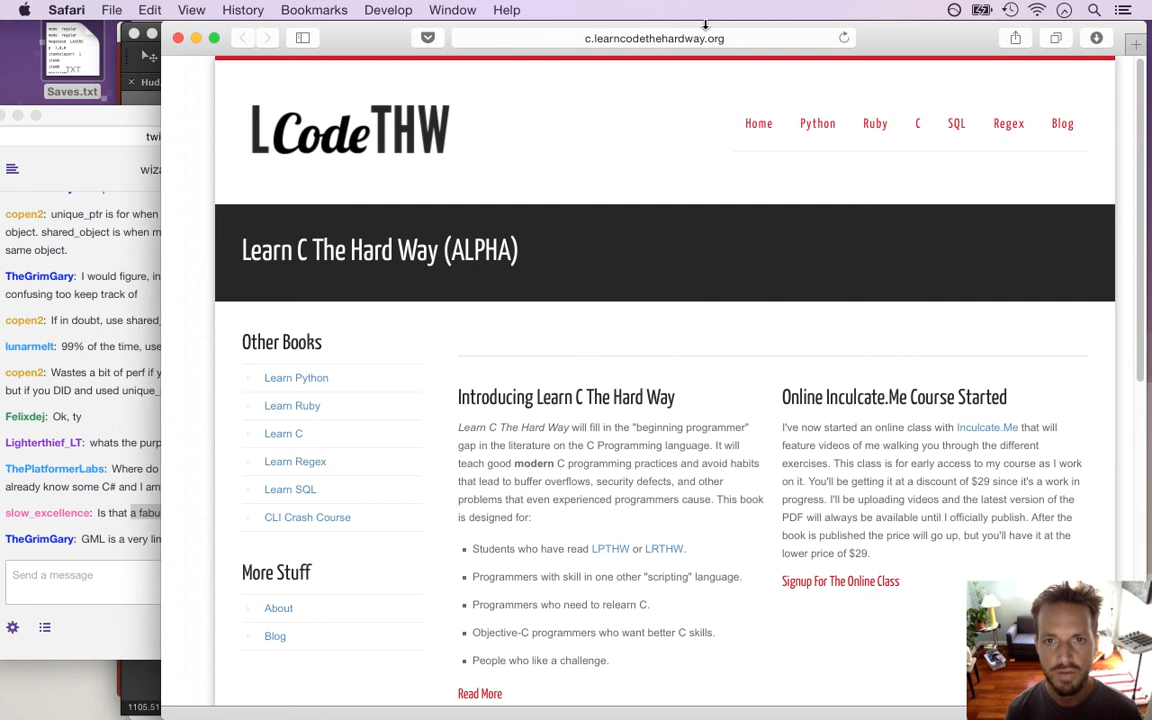 Safari File Edit View History Bookmarks Develop Window Help
Mode: regular
TXT
Saves.txt
Hud.
c.learncodethehardway.org
LCodeTHW
Home Python Ruby C SQL Regex Blog
Learn C The Hard Way (ALPHA)
Other Books
Learn Python
Learn Ruby
Learn C
Learn Regex
Learn SQL
CLI Crash Course
More Stuff
About
Blog
Introducing Learn C The Hard Way
Learn C The Hard Way will fill in the "beginning programmer"
gap in the literature on the C Programming language. It will
teach good modern C programming practices and avoid habits
that lead to buffer overflows, security defects, and other
problems that even experienced programmers cause. This book
is designed for:
Students who have read LPTHW or LRTHW.
Programmers with skill in one other "scripting" language.
Programmers who need to relearn C.
Objective-C programmers who want better C skills.
People who like a challenge.
Read More
Online Inculcate.Me Course Started
I've now started an online class with Inculcate.Me that will
feature videos of me walking you through the different
exercises. This class is for early access to my course as I work
on it. You'll be getting it at a discount of $29 since it's a work in
progress. I'll be uploading videos and the latest version of the
PDF will always be available until I officially publish. After the
book is published the price will go up, but you'll have it at the
lower price of $29.
Signup For The Online Class
twi
wiza
copen2: unique_ptr is for when
object. shared_object is when m
same object.
TheGrimGary: I would figure, in
confusing too keep track of
copen2: If in doubt, use shared_
lunarmelt: 99% of the time, use
copen2: Wastes a bit of perf if y
but if you DID and used unique_
Felixdej: Ok, ty
Lighterthief_LT: whats the purp
ThePlatformerLabs: Where do
already know some C# and I am
slow_excellence: Is that a fabu
TheGrimGary: GML is a very lim
Send a message
1105.51